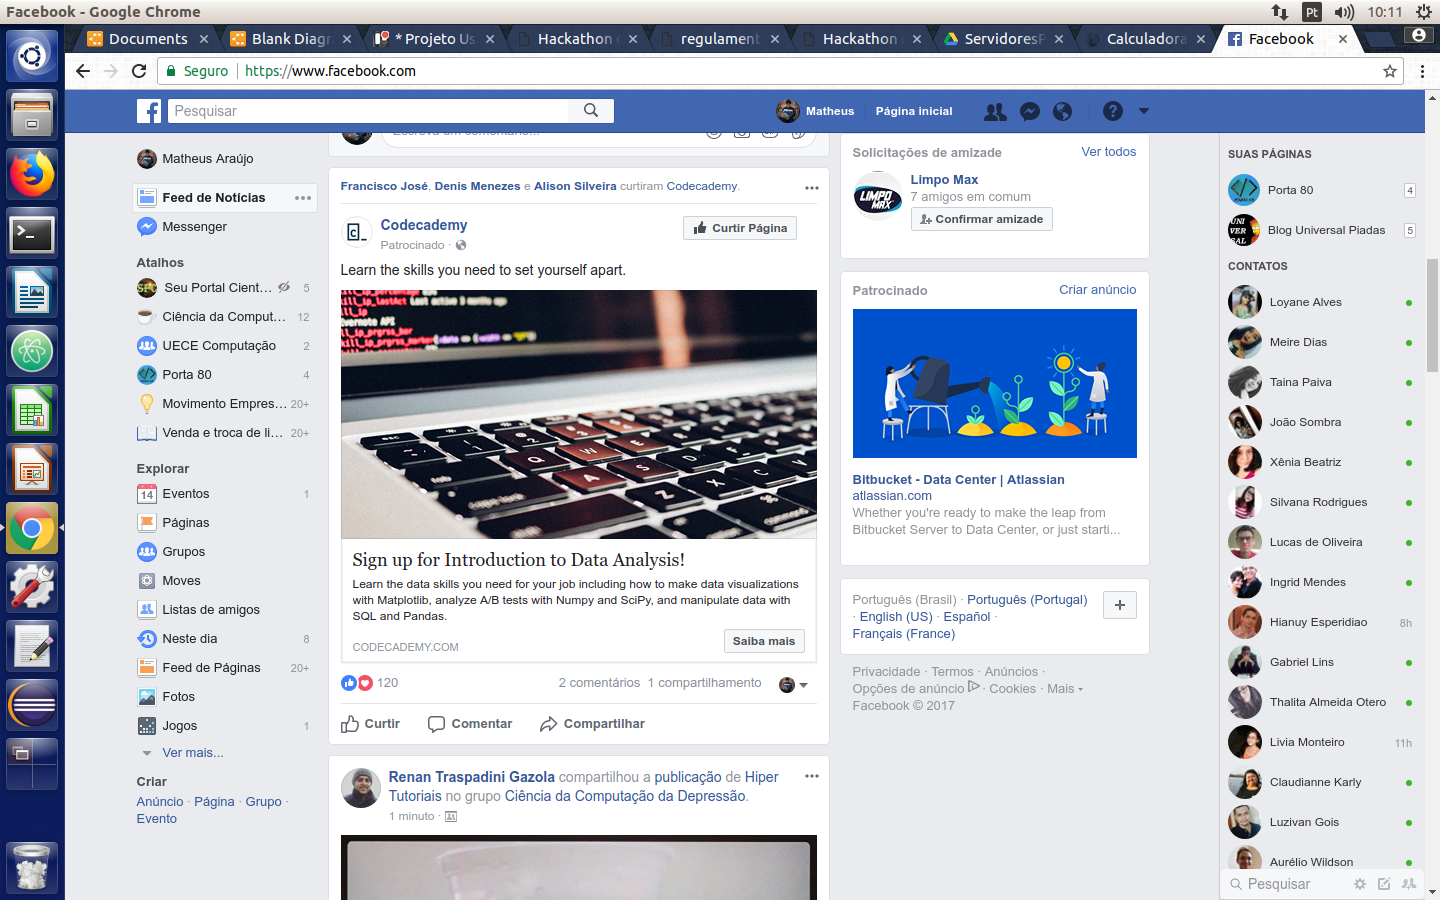 Facebook - Google Chrome
Pt
10:11
Documents
Blank Diagr
* Projeto Us
Hackathon
regulament
Hackathon
ServidoresP
Calculadora
Facebook
Seguro
https://www.facebook.com
Pesquisar
Matheus
Página inicial
Matheus Araújo
Feed de Notícias
Messenger
Atalhos
Seu Portal Cient... 5
Ciência da Comput... 12
UECE Computação 2
Porta 80 4
Movimento Empres... 20+
Venda e troca de li... 20+
Explorar
14 Eventos 1
Páginas
Grupos
Moves
Listas de amigos
Neste dia 8
Feed de Páginas 20+
Fotos
Jogos 1
Ver mais...
Criar
Anúncio · Página · Grupo ·
Evento
Escreva um comentário...
Francisco José, Denis Menezes e Alison Silveira curtiram Codecademy.
Codecademy
Patrocinado ·
Curtir Página
Learn the skills you need to set yourself apart.
Sign up for Introduction to Data Analysis!
Learn the data skills you need for your job including how to make data visualizations
with Matplotlib, analyze A/B tests with Numpy and SciPy, and manipulate data with
SQL and Pandas.
CODECADEMY.COM
Saiba mais
120
2 comentários 1 compartilhamento
Curtir
Comentar
Compartilhar
Renan Traspadini Gazola compartilhou a publicação de Hiper
Tutoriais no grupo Ciência da Computação da Depressão.
1 minuto ·
Solicitações de amizade
Ver todos
LIMPO
MAX
Limpo Max
7 amigos em comum
Confirmar amizade
Patrocinado
Criar anúncio
Bitbucket - Data Center | Atlassian
atlassian.com
Whether you're ready to make the leap from
Bitbucket Server to Data Center, or just starti...
Português (Brasil) · Português (Portugal)
· English (US) · Español ·
Français (France)
Privacidade · Termos · Anúncios ·
Opções de anúncio · Cookies · Mais
Facebook © 2017
SUAS PÁGINAS
Porta 80 4
UNI
VER
SAL
Blog Universal Piadas 5
CONTATOS
Loyane Alves
Meire Dias
Taina Paiva
João Sombra
Xênia Beatriz
Silvana Rodrigues
Lucas de Oliveira
Ingrid Mendes
Hianuy Esperidiao 8h
Gabriel Lins
Thalita Almeida Otero
Livia Monteiro 11h
Claudianne Karly
Luzivan Gois
Aurélio Wildson
Pesquisar